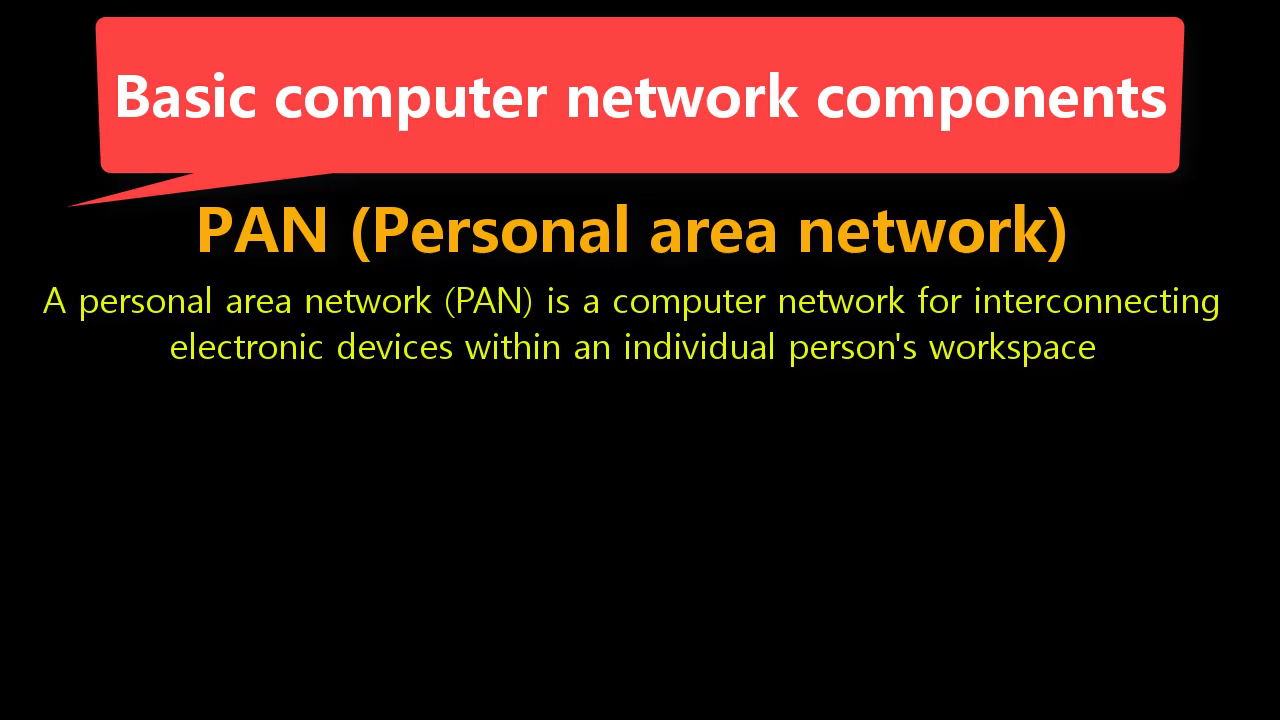 Basic computer network components
PAN (Personal area network)
A personal area network (PAN) is a computer network for interconnecting
electronic devices within an individual person's workspace